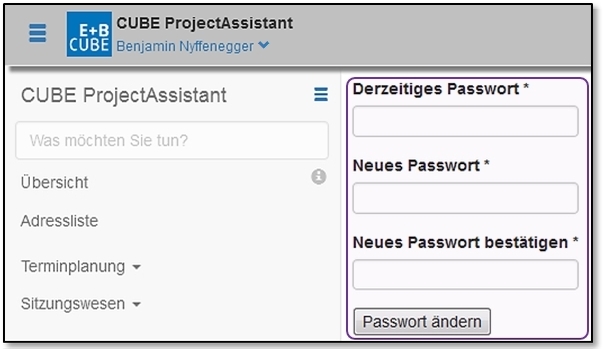 E+B
CUBE
CUBE ProjectAssistant
Benjamin Nyffenegger
CUBE ProjectAssistant
Was möchten Sie tun?
Übersicht
Adressliste
Terminplanung
Sitzungswesen
Derzeitiges Passwort *
Neues Passwort *
Neues Passwort bestätigen *
Passwort ändern